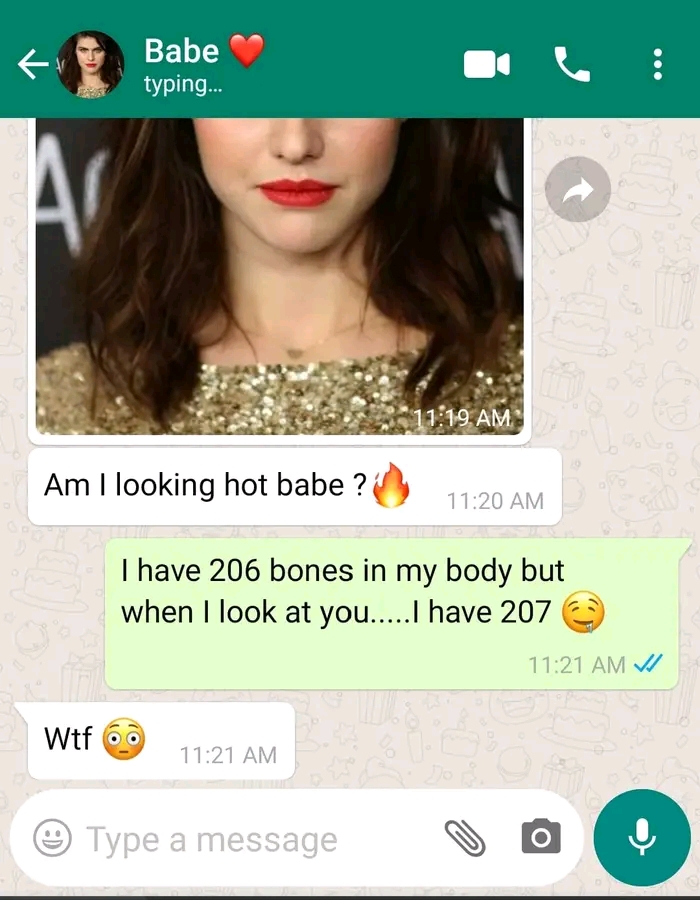 Babe ❤️
typing...
11:19 AM
Am I looking hot babe ?🔥
11:20 AM
I have 206 bones in my body but
when I look at you.....I have 207 🤤
11:21 AM
Wtf 😳
11:21 AM
Type a message